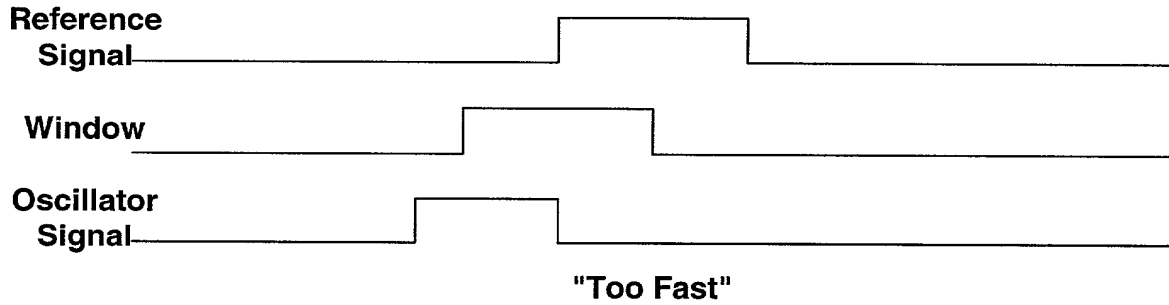 Reference
Signal
Window
Oscillator
Signal
"Too Fast"